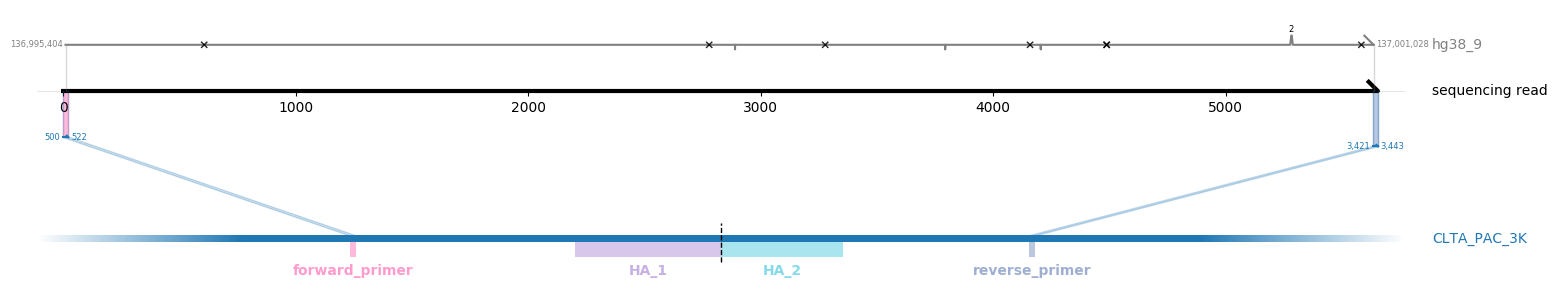 2
136,995,404
137,001,028
hg38_9
sequencing read
0 1000 2000 3000 4000 5000
500 522
3,421 3,443
CLTA_PAC_3K
forward_primer HA_1 HA_2 reverse_primer